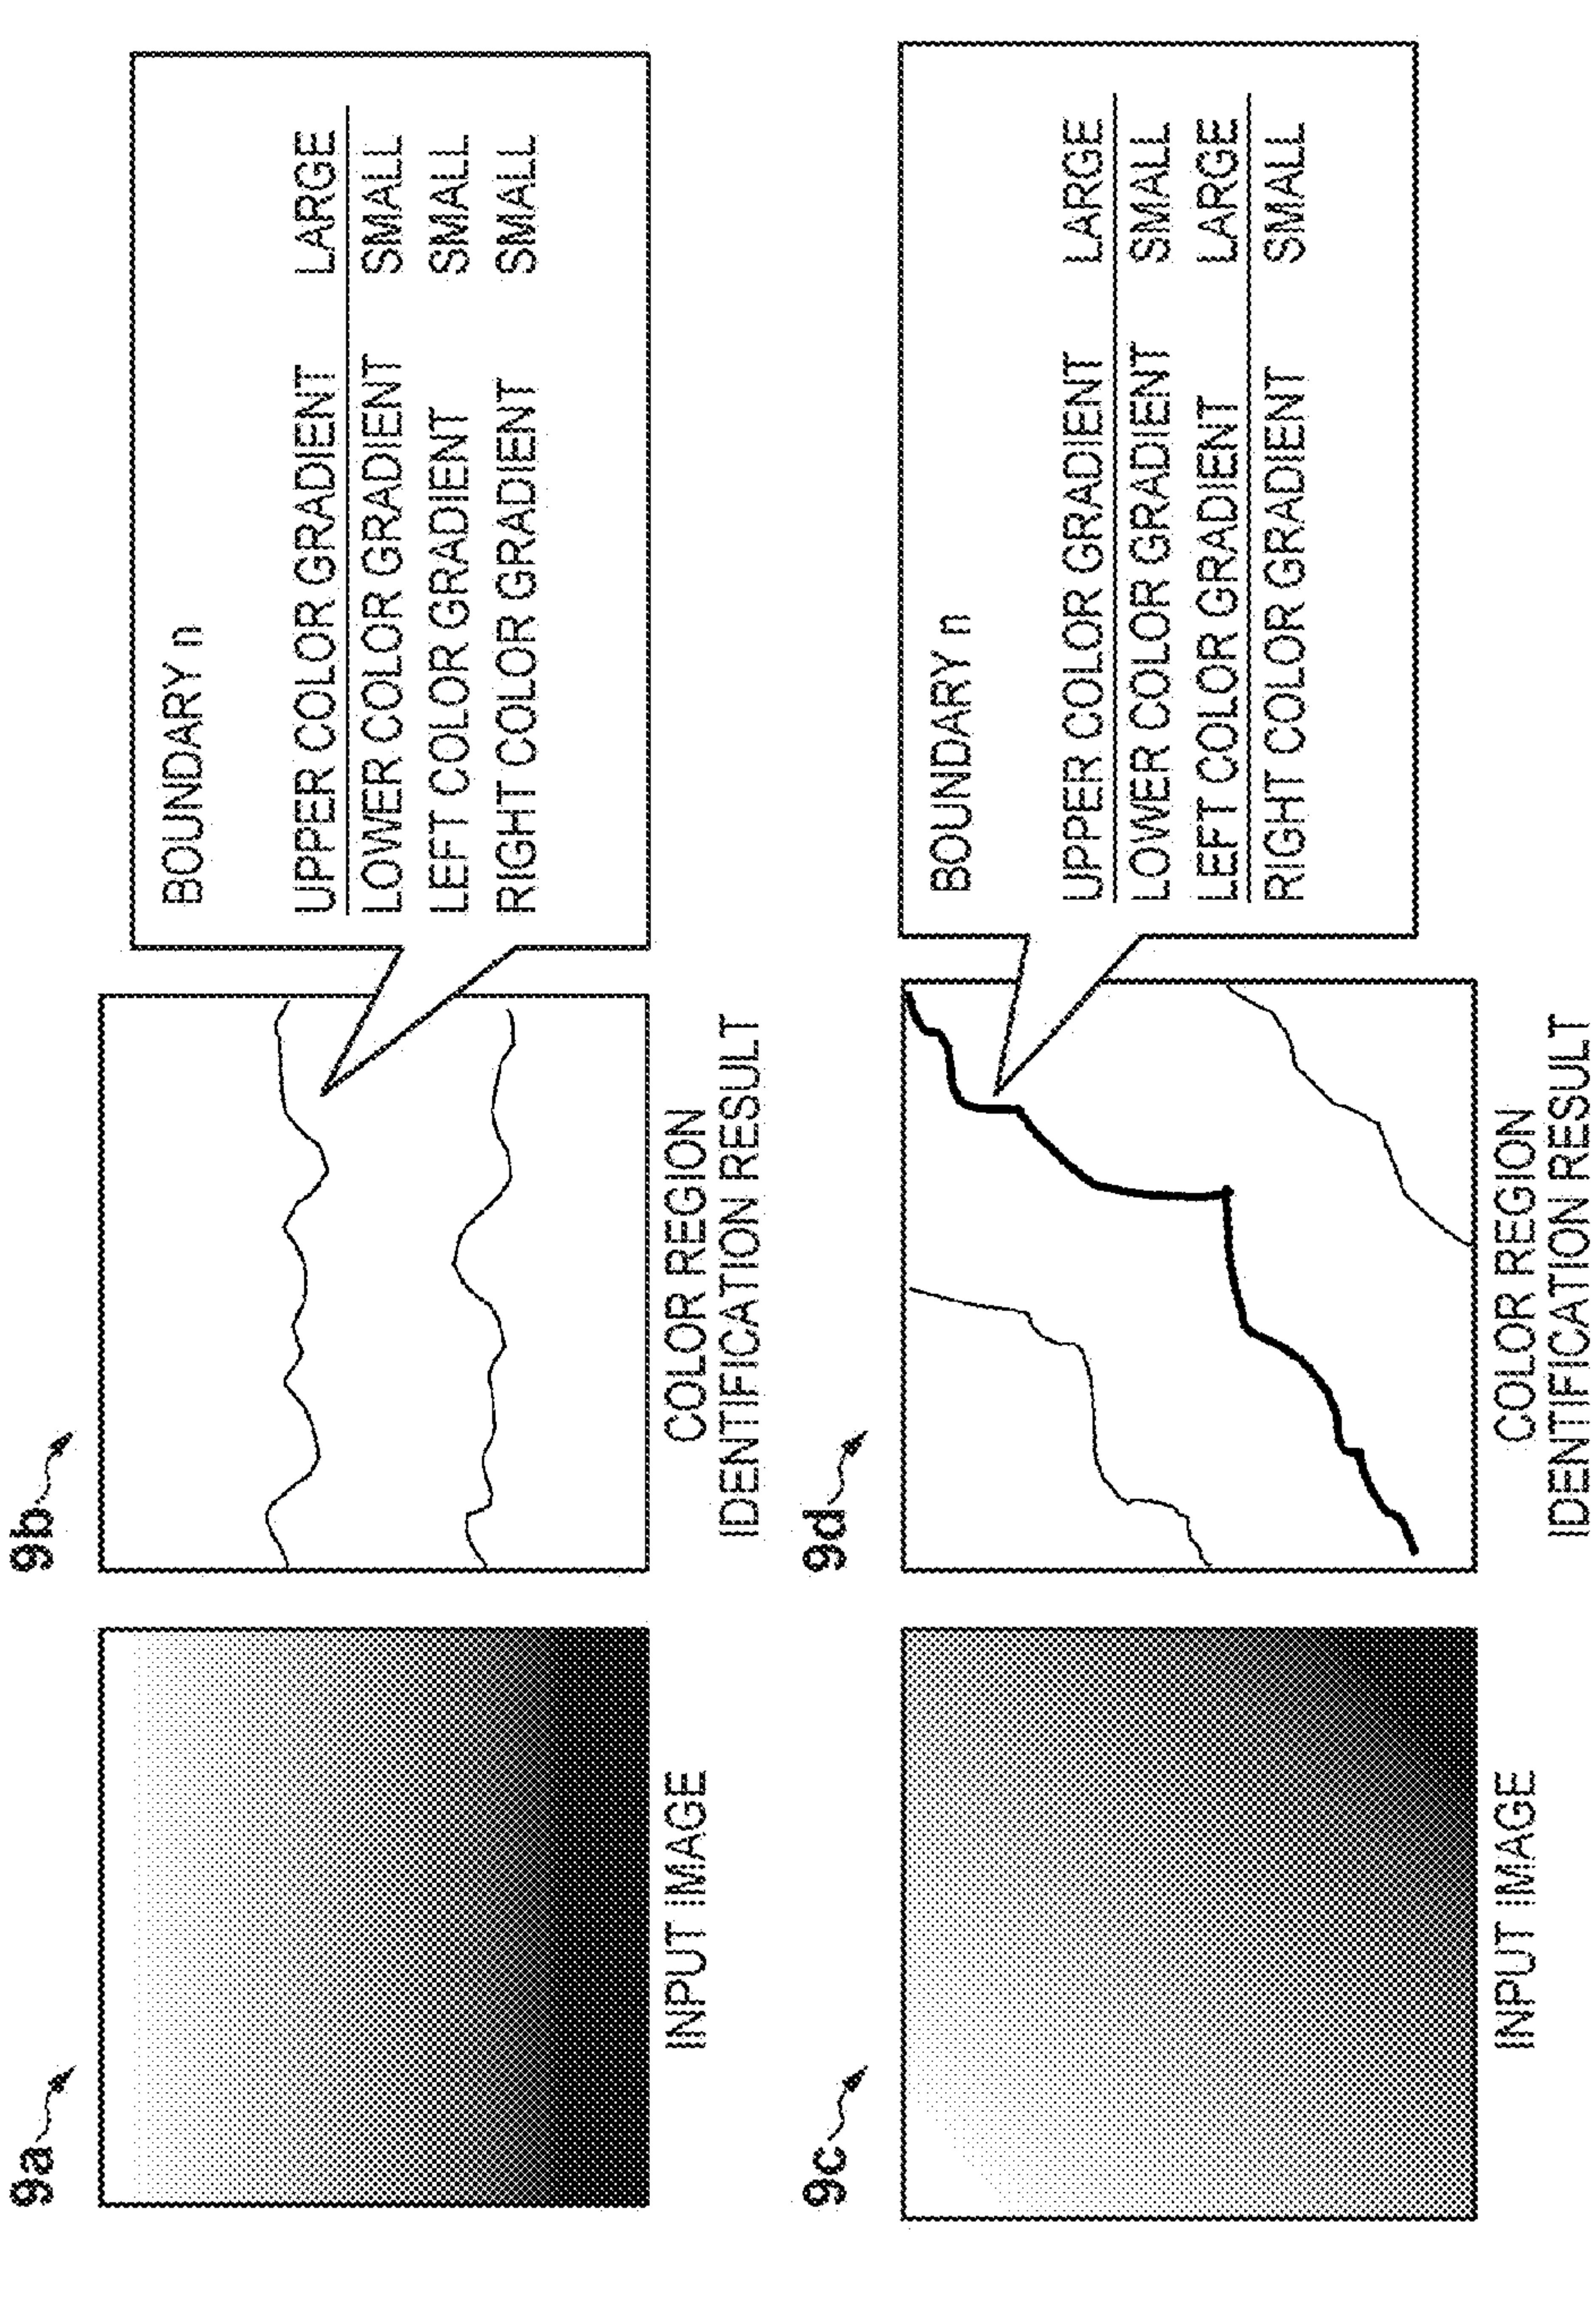 9a
INPUT IMAGE
9b
COLOR REGION
IDENTIFICATION RESULT
BOUNDARY n
UPPER COLOR GRADIENT LARGE
LOWER COLOR GRADIENT SMALL
LEFT COLOR GRADIENT SMALL
RIGHT COLOR GRADIENT SMALL
9c
INPUT IMAGE
9d
COLOR REGION
IDENTIFICATION RESULT
BOUNDARY n
UPPER COLOR GRADIENT LARGE
LOWER COLOR GRADIENT SMALL
LEFT COLOR GRADIENT LARGE
RIGHT COLOR GRADIENT SMALL